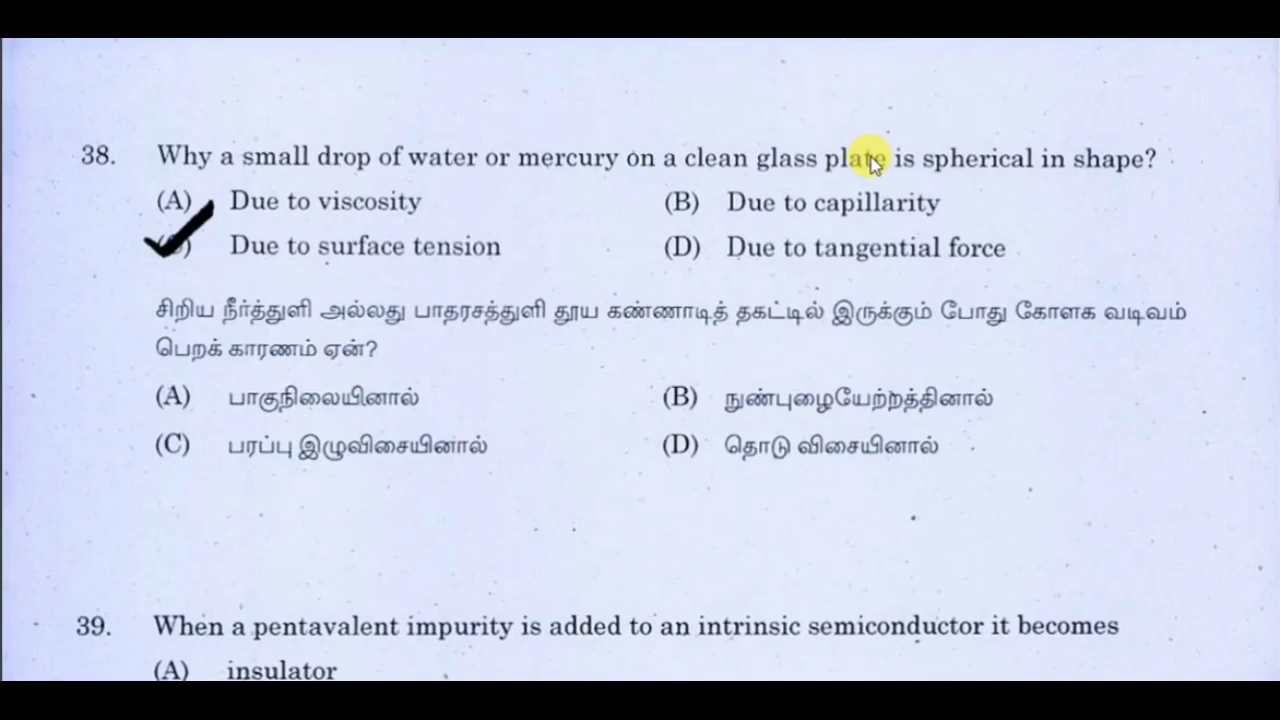 38. Why a small drop of water or mercury on a clean glass plate is spherical in shape?
(A) Due to viscosity (B) Due to capillarity
(C) Due to surface tension (D) Due to tangential force
சிறிய நீர்த்துளி அல்லது பாதரசத்துளி தூய கண்ணாடித் தகட்டில் இருக்கும் போது கோளக வடிவம்
பெறக் காரணம் ஏன்?
(A) பாகுநிலையினால் (B) நுண்புழையேற்றத்தினால்
(C) பரப்பு இழுவிசையினால் (D) தொடு விசையினால்
39. When a pentavalent impurity is added to an intrinsic semiconductor it becomes
(A) insulator